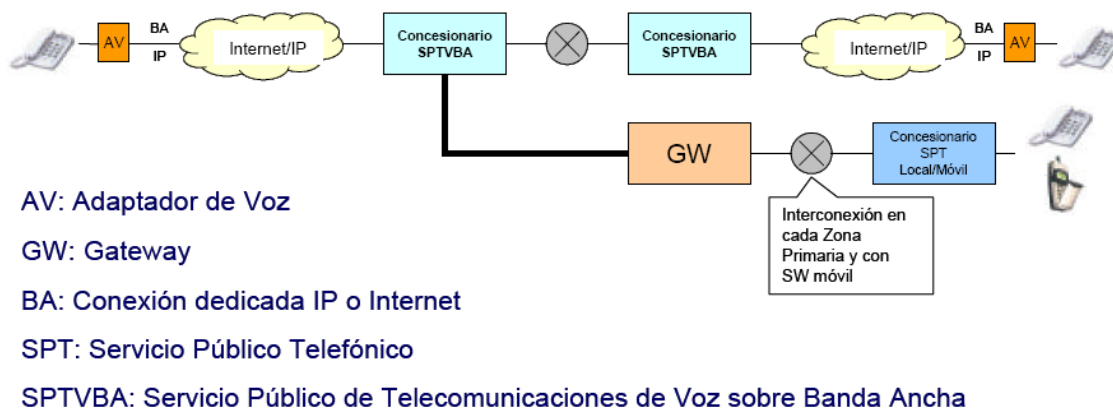 AV
BA
IP
Internet/IP
Concesionario
SPTVBA
Concesionario
SPTVBA
Internet/IP
BA
IP
AV
GW
Concesionario
SPT
Local/Móvil
Interconexión en
cada Zona
Primaria y con
SW móvil
AV: Adaptador de Voz
GW: Gateway
BA: Conexión dedicada IP o Internet
SPT: Servicio Público Telefónico
SPTVBA: Servicio Público de Telecomunicaciones de Voz sobre Banda Ancha